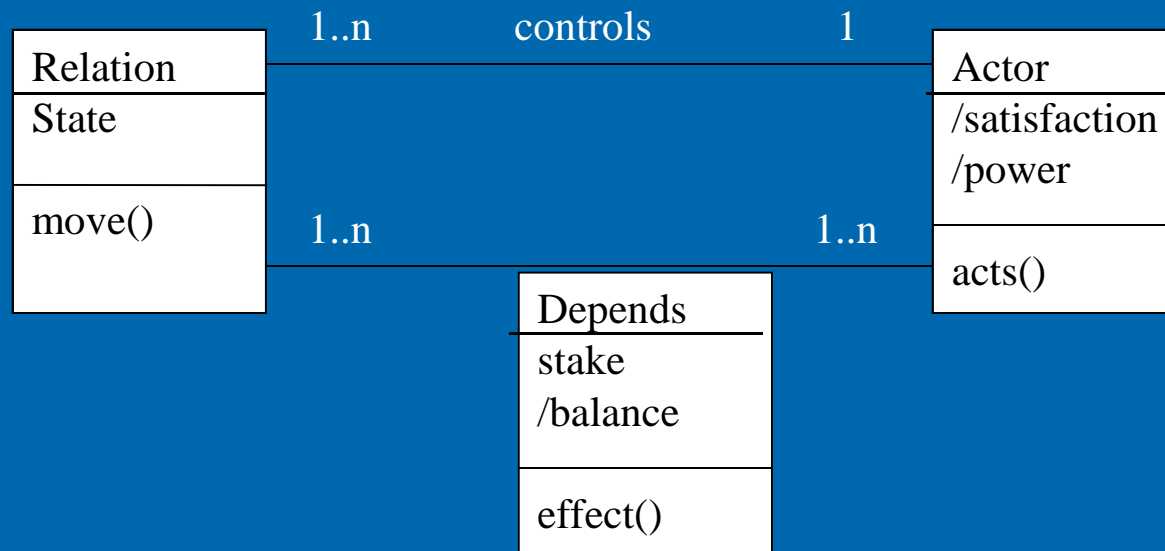 1..n controls 1
Relation
State
move()
Actor
/satisfaction
/power
acts()
1..n 1..n
Depends
stake
/balance
effect()